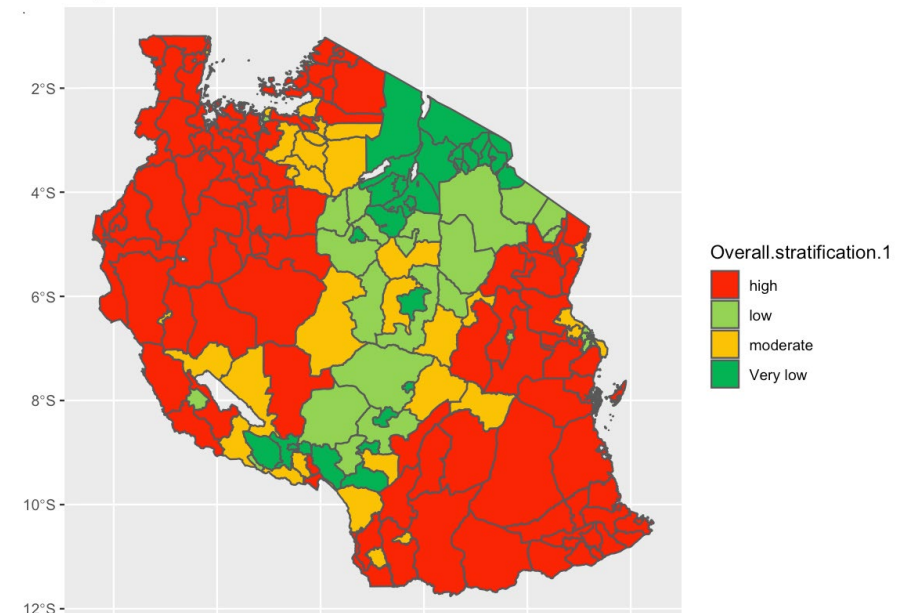 2°S
4°S
6°S
8°S
10°S
12°S
Overall.stratification.1
high
low
moderate
Very low